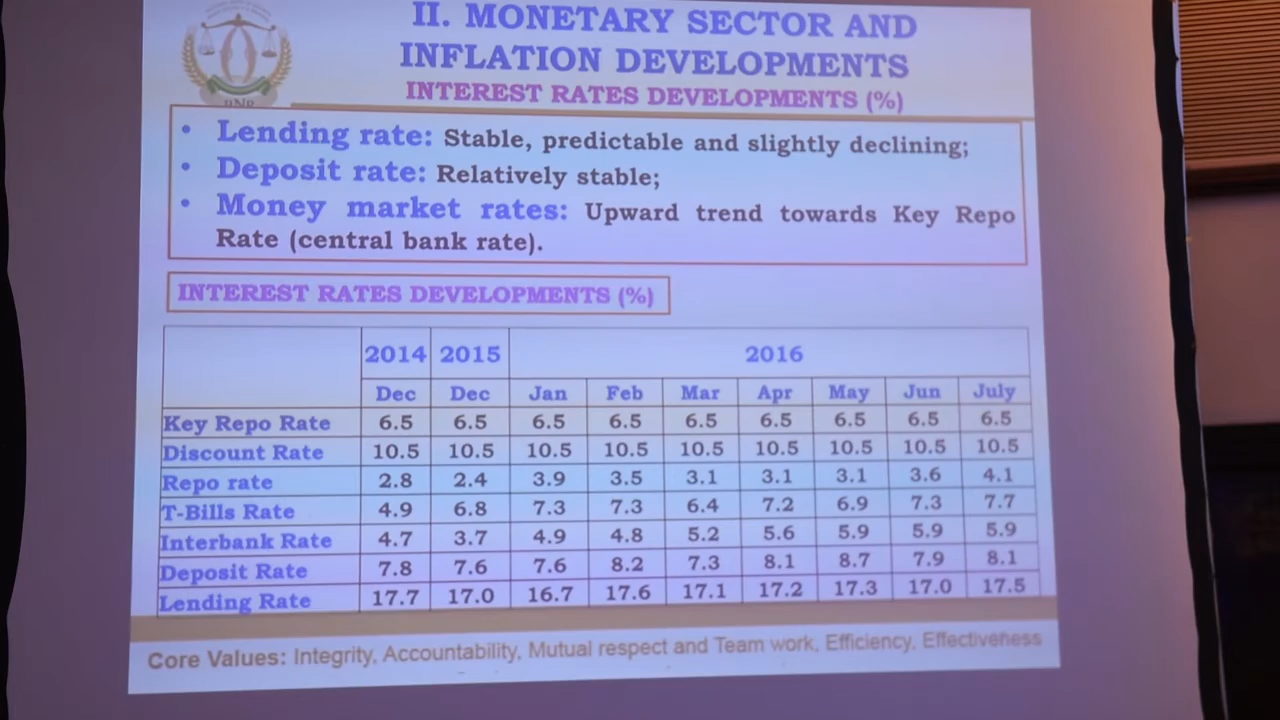 BNR
II. MONETARY SECTOR AND
INFLATION DEVELOPMENTS
INTEREST RATES DEVELOPMENTS (%)
• Lending rate: Stable, predictable and slightly declining;
• Deposit rate: Relatively stable;
• Money market rates: Upward trend towards Key Repo
Rate (central bank rate).
INTEREST RATES DEVELOPMENTS (%)
2014 2015 2016
Dec Dec Jan Feb Mar Apr May Jun July
Key Repo Rate 6.5 6.5 6.5 6.5 6.5 6.5 6.5 6.5 6.5
Discount Rate 10.5 10.5 10.5 10.5 10.5 10.5 10.5 10.5 10.5
Repo rate 2.8 2.4 3.9 3.5 3.1 3.1 3.1 3.6 4.1
T-Bills Rate 4.9 6.8 7.3 7.3 6.4 7.2 6.9 7.3 7.7
Interbank Rate 4.7 3.7 4.9 4.8 5.2 5.6 5.9 5.9 5.9
Deposit Rate 7.8 7.6 7.6 8.2 7.3 8.1 8.7 7.9 8.1
Lending Rate 17.7 17.0 16.7 17.6 17.1 17.2 17.3 17.0 17.5
Core Values: Integrity, Accountability, Mutual respect and Team work, Efficiency, Effectiveness